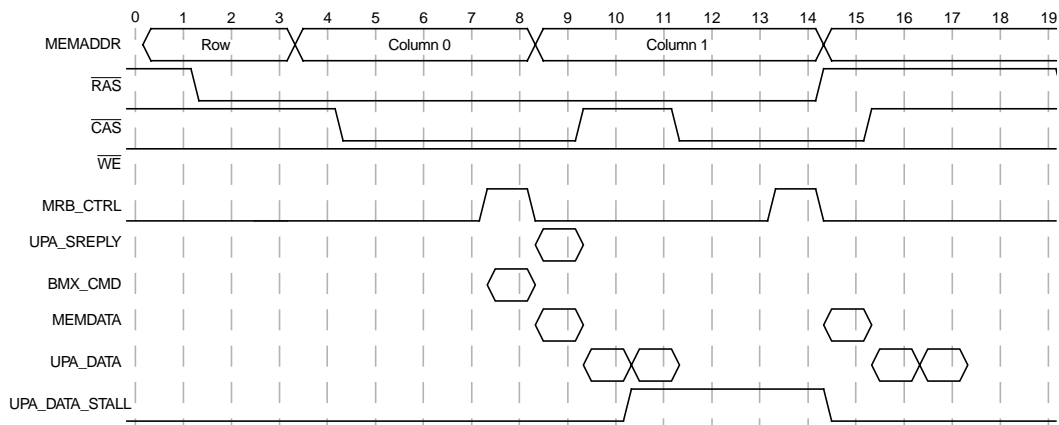 0 1 2 3 4 5 6 7 8 9 10 11 12 13 14 15 16 17 18 19
MEMADDR Row Column 0 Column 1
RAS
CAS
WE
MRB_CTRL
UPA_SREPLY
BMX_CMD
MEMDATA
UPA_DATA
UPA_DATA_STALL